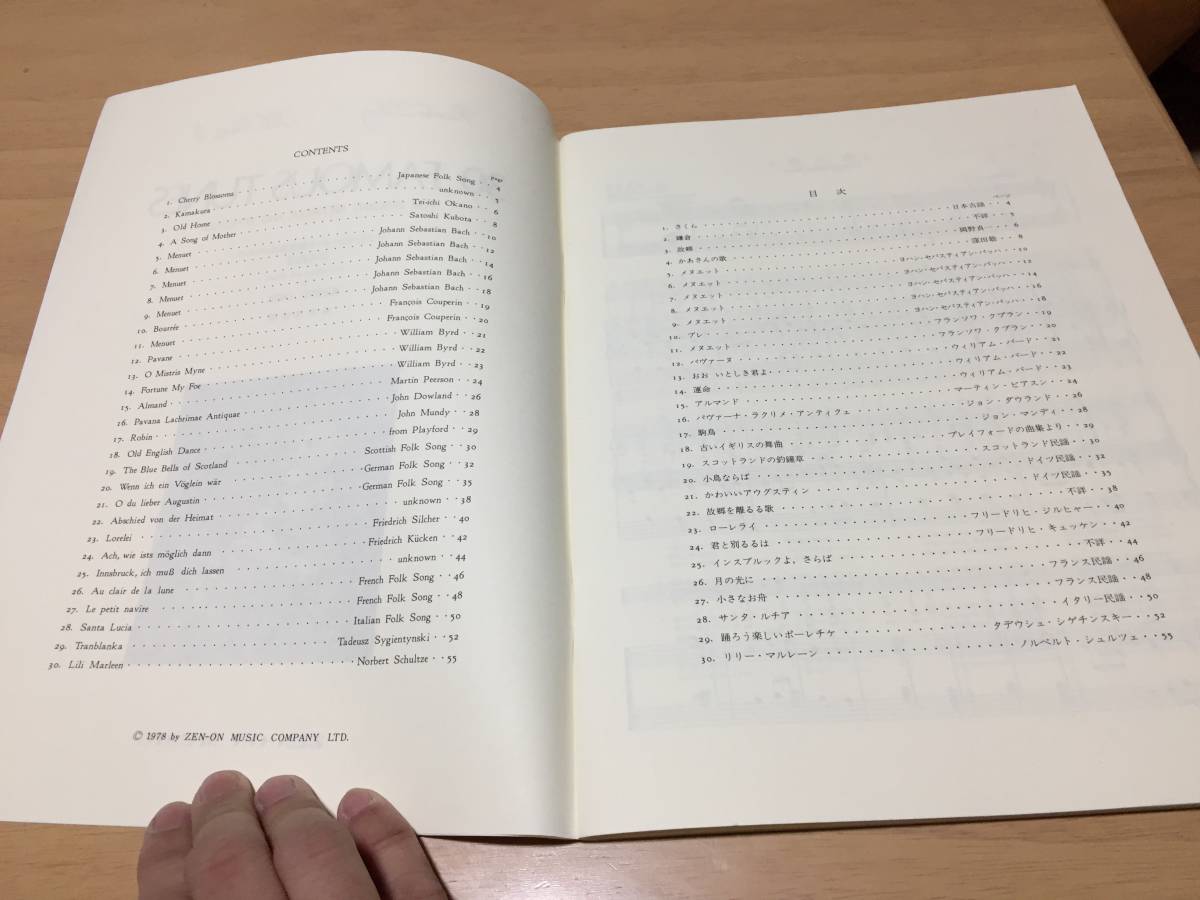 CONTENTS
page
1. Cherry Blossoms Japanese Folk Song 4
2. Kamakura unknown 5
3. Old Home Tei-ichi Okano 6
4. A Song of Mother Satoshi Kubota 8
5. Menuet Johann Sebastian Bach 10
6. Menuet Johann Sebastian Bach 12
7. Menuet Johann Sebastian Bach 14
8. Menuet Johann Sebastian Bach 16
9. Menuet Johann Sebastian Bach 18
10. Bourrée François Couperin 19
11. Menuet François Couperin 20
12. Pavane William Byrd 21
13. O Mistris Myne William Byrd 22
14. Fortune My Foe William Byrd 23
15. Almand Martin Peerson 24
16. Pavana Lachrimae Antiquae John Dowland 26
17. Robin John Mundy 28
18. Old English Dance from Playford 29
19. The Blue Bells of Scotland Scottish Folk Song 30
20. Wenn ich ein Vöglein wär German Folk Song 32
21. O du lieber Augustin German Folk Song 35
22. Abschied von der Heimat unknown 38
23. Lorelei Friedrich Silcher 40
24. Ach, wie ists möglich dann Friedrich Kücken 42
25. Innsbruck, ich muß dich lassen unknown 44
26. Au clair de la lune French Folk Song 46
27. Le petit navire French Folk Song 48
28. Santa Lucia Italian Folk Song 50
29. Tranblanka Tadeusz Sygientynski 52
30. Lili Marleen Norbert Schultze 55
© 1978 by ZEN-ON MUSIC COMPANY LTD.
目 次
ページ
1. さくら 日本古謡 4
2. 鎌倉 不詳 5
3. 故郷 岡野貞一 6
4. かあさんの歌 窪田聡 8
5. メヌエット ヨハン・セバスティアン・バッハ 10
6. メヌエット ヨハン・セバスティアン・バッハ 12
7. メヌエット ヨハン・セバスティアン・バッハ 14
8. メヌエット ヨハン・セバスティアン・バッハ 16
9. メヌエット ヨハン・セバスティアン・バッハ 18
10. ブレ フランソワ・クプラン 19
11. メヌエット フランソワ・クプラン 20
12. パヴァーヌ ウィリアム・バード 21
13. おお いとしき君よ ウィリアム・バード 22
14. 運命 ウィリアム・バード 23
15. アルマンド マーティン・ピアスン 24
16. パヴァーナ・ラクリメ・アンティクェ ジョン・ダウランド 26
17. 駒鳥 ジョン・マンディ 28
18. 古いイギリスの舞曲 プレイフォードの曲集より 29
19. スコットランドの釣鐘草 スコットランド民謡 30
20. 小鳥ならば ドイツ民謡 32
21. かわいいアウグスティン ドイツ民謡 35
22. 故郷を離るる歌 不詳 38
23. ローレライ フリードリヒ・ジルヒャー 40
24. 君と別るるは フリードリヒ・キュッケン 42
25. インスブルックよ，さらば 不詳 44
26. 月の光に フランス民謡 46
27. 小さなお舟 フランス民謡 48
28. サンタ・ルチア イタリー民謡 50
29. 踊ろう楽しいポーレチケ タデウシュ・シゲチンスキー 52
30. リリー・マルレーン ノルベルト・シュルツェ 55